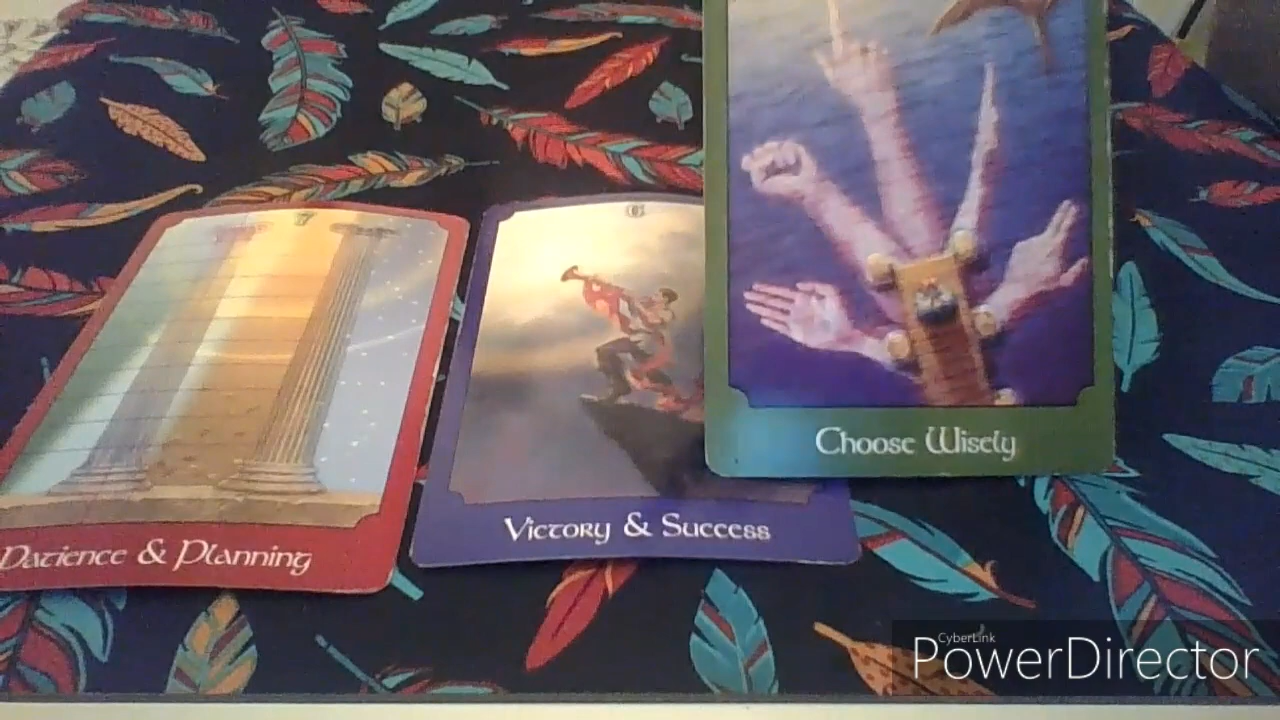 7
6
Patience & Planning
Victory & Success
Choose Wisely
CyberLink
PowerDirector